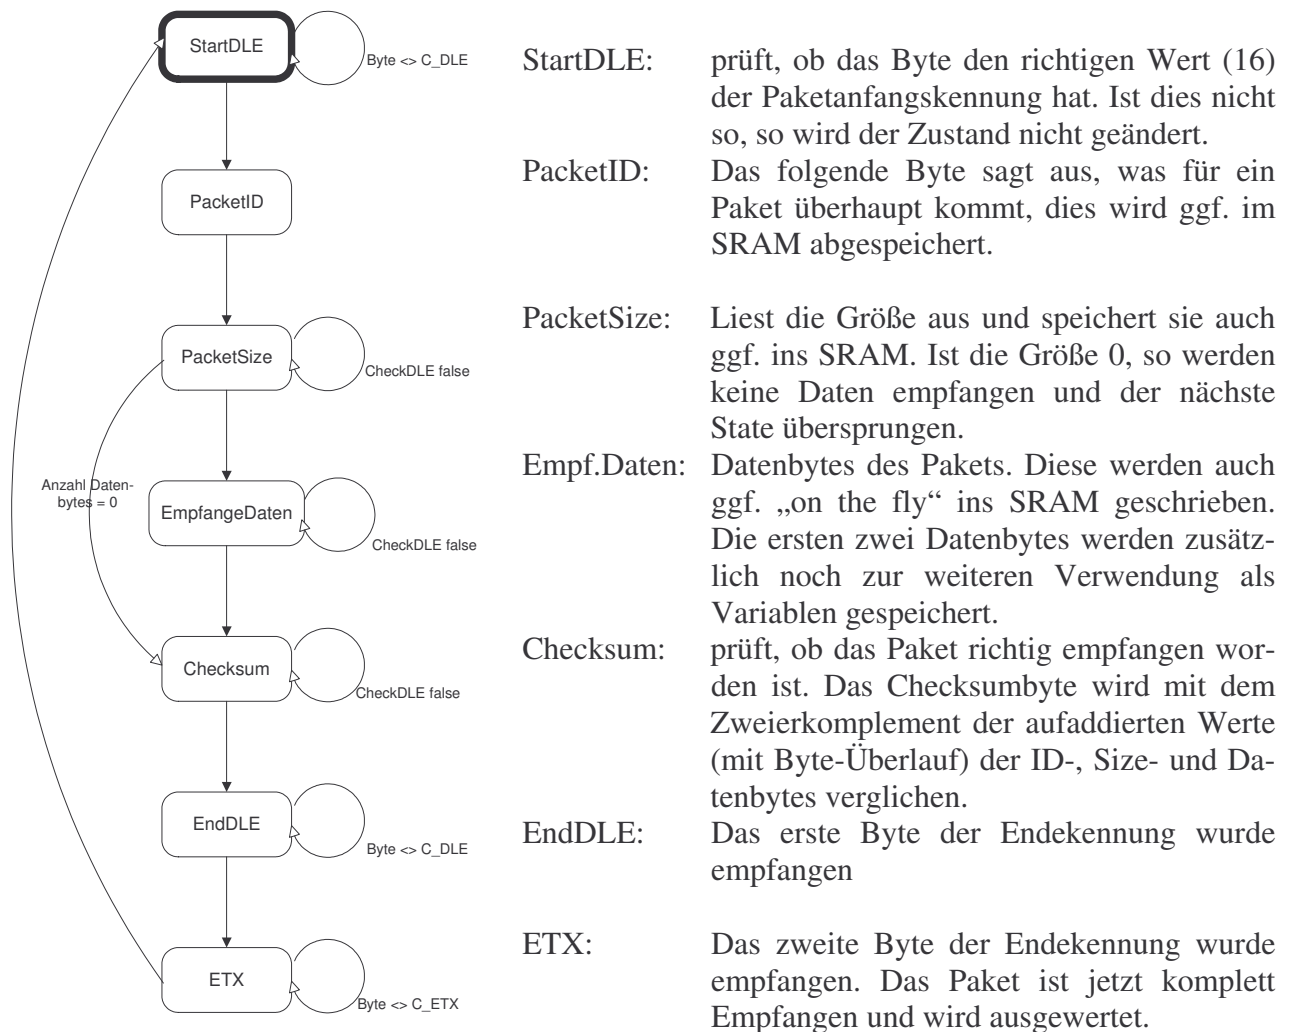 StartDLE
Byte <> C_DLE
PacketID
PacketSize
CheckDLE false
Anzahl Daten-
bytes = 0
EmpfangeDaten
CheckDLE false
Checksum
CheckDLE false
EndDLE
Byte <> C_DLE
ETX
Byte <> C_ETX
StartDLE: prüft, ob das Byte den richtigen Wert (16)
der Paketanfangskennung hat. Ist dies nicht
so, so wird der Zustand nicht geändert.
PacketID: Das folgende Byte sagt aus, was für ein
Paket überhaupt kommt, dies wird ggf. im
SRAM abgespeichert.
PacketSize: Liest die Größe aus und speichert sie auch
ggf. ins SRAM. Ist die Größe 0, so werden
keine Daten empfangen und der nächste
State übersprungen.
Empf.Daten: Datenbytes des Pakets. Diese werden auch
ggf. „on the fly“ ins SRAM geschrieben.
Die ersten zwei Datenbytes werden zusätz-
lich noch zur weiteren Verwendung als
Variablen gespeichert.
Checksum: prüft, ob das Paket richtig empfangen wor-
den ist. Das Checksumbyte wird mit dem
Zweierkomplement der aufaddierten Werte
(mit Byte-Überlauf) der ID-, Size- und Da-
tenbytes verglichen.
EndDLE: Das erste Byte der Endekennung wurde
empfangen
ETX: Das zweite Byte der Endekennung wurde
empfangen. Das Paket ist jetzt komplett
Empfangen und wird ausgewertet.